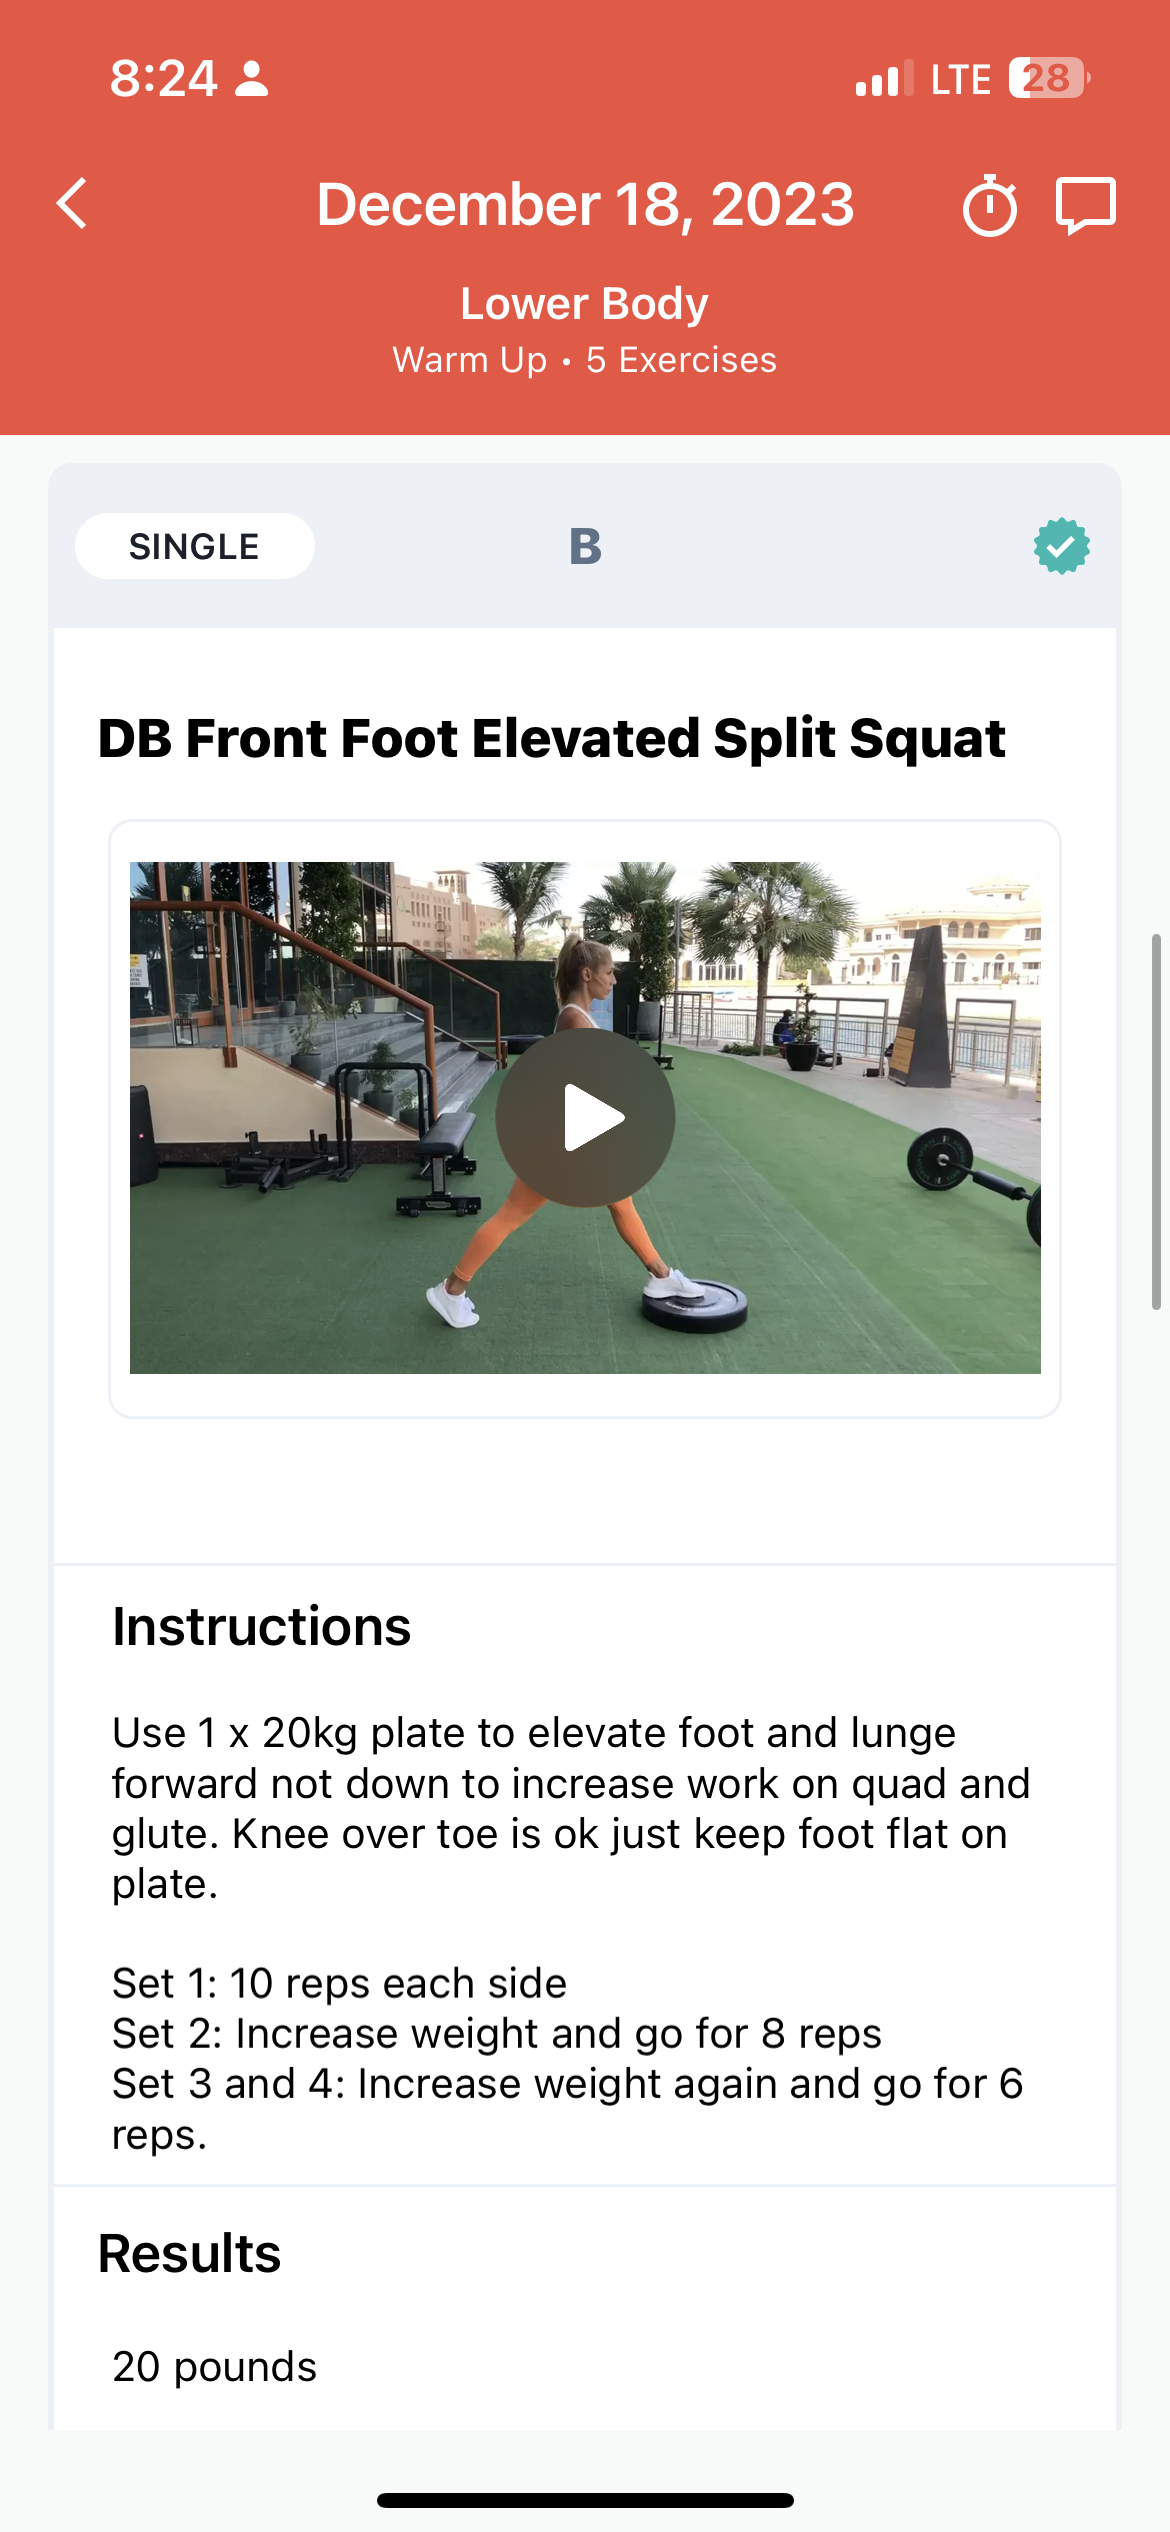 8:24
LTE
28
December 18, 2023
Lower Body
Warm Up • 5 Exercises
SINGLE
B
DB Front Foot Elevated Split Squat
Instructions
Use 1 x 20kg plate to elevate foot and lunge
forward not down to increase work on quad and
glute. Knee over toe is ok just keep foot flat on
plate.
Set 1: 10 reps each side
Set 2: Increase weight and go for 8 reps
Set 3 and 4: Increase weight again and go for 6
reps.
Results
20 pounds